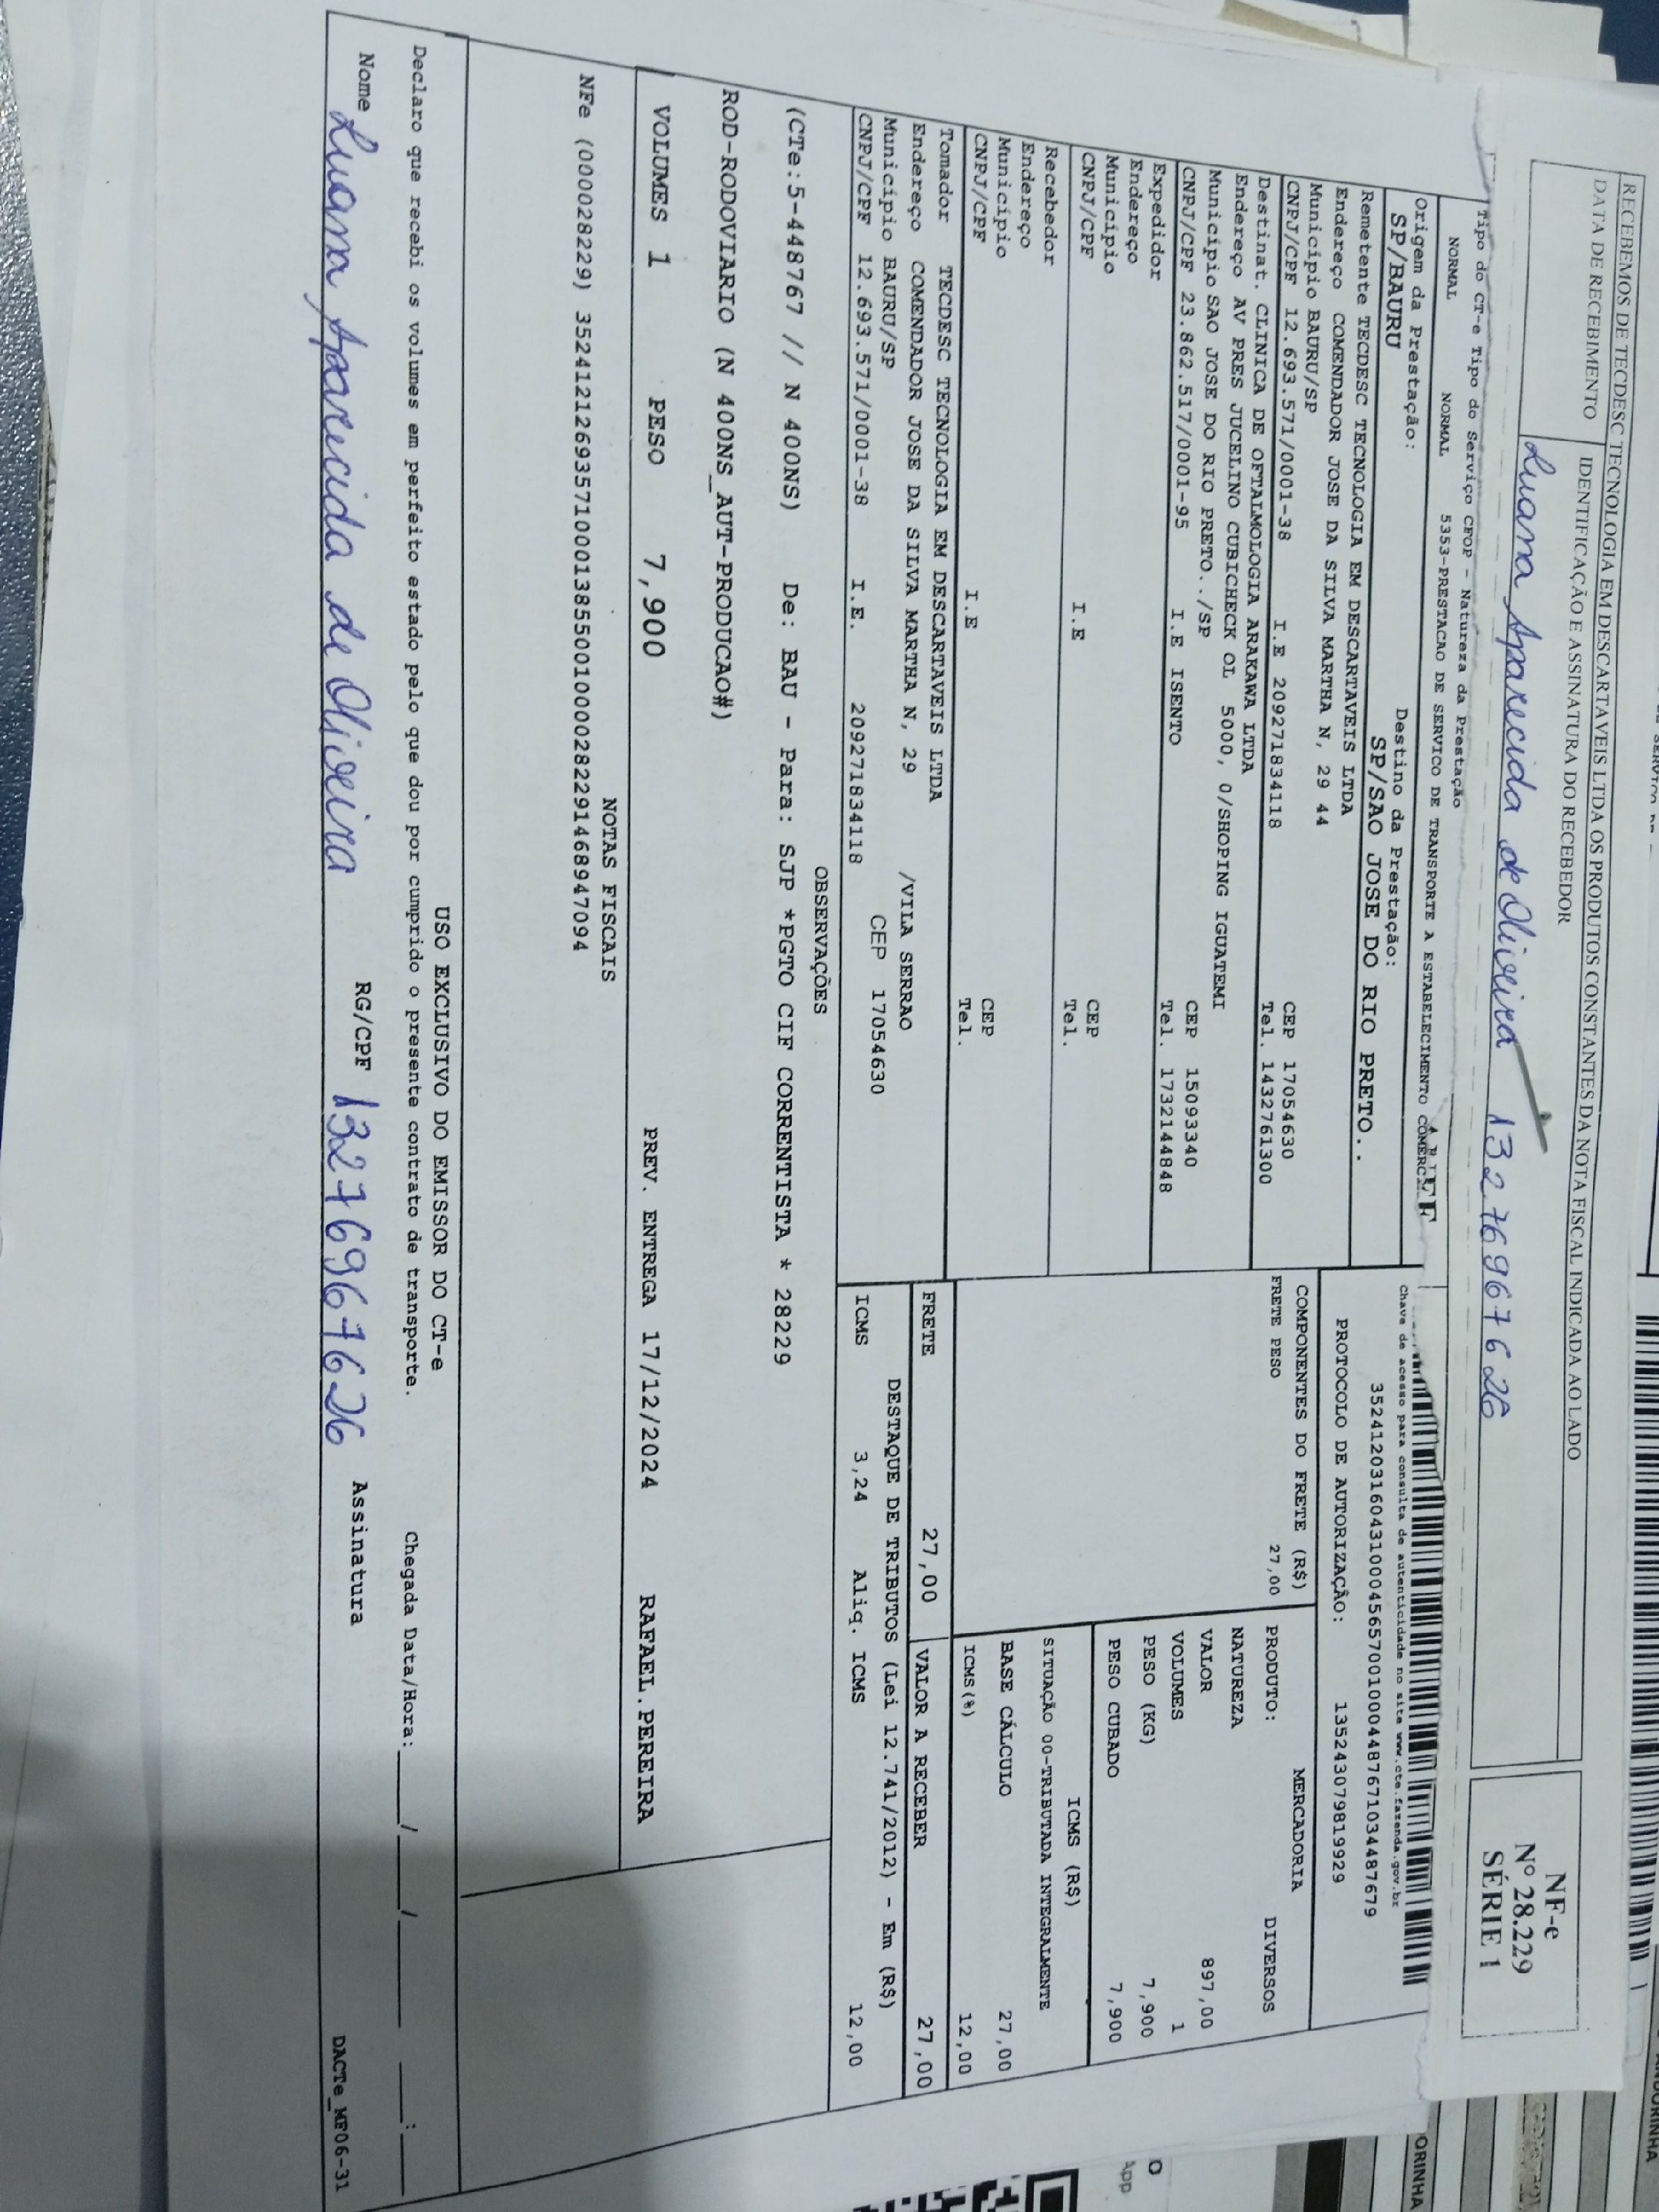 RECEBEMOS DE TECDESC TECNOLOGIA EM DESCARTAVEIS LTDA OS PRODUTOS CONSTANTES DA NOTA FISCAL INDICADA AO LADO
DATA DE RECEBIMENTO
IDENTIFICAÇÃO E ASSINATURA DO RECEBEDOR
Luana Aparecida de Oliveira 13276967626
NF-e
Nº 28.229
SÉRIE 1
Tipo do CT-e Tipo do Serviço CFOP - Natureza da Prestação
NORMAL NORMAL 5353-PRESTACAO DE SERVICO DE TRANSPORTE A ESTABELECIMENTO
Chave de acesso para consulta de autenticidade no site www.cte.fazenda.gov.br
35241203160431000456570010004487671034487679
PROTOCOLO DE AUTORIZAÇÃO: 135243079819929
Origem da Prestação: Destino da Prestação:
SP/BAURU SP/SAO JOSE DO RIO PRETO..
Remetente TECDESC TECNOLOGIA EM DESCARTAVEIS LTDA
Endereço COMENDADOR JOSE DA SILVA MARTHA N, 29 44
Município BAURU/SP CEP 17054630
CNPJ/CPF 12.693.571/0001-38 I.E 209271834118 Tel. 1432761300
Destinat. CLINICA DE OFTALMOLOGIA ARAKAWA LTDA
Endereço AV PRES JUCELINO CUBICHECK OL 5000, 0/SHOPING IGUATEMI
Município SAO JOSE DO RIO PRETO../SP CEP 15093340
CNPJ/CPF 23.862.517/0001-95 I.E ISENTO Tel. 1732144848
Expedidor
Endereço
Município CEP
CNPJ/CPF I.E Tel.
Recebedor
Endereço
Município CEP
CNPJ/CPF I.E Tel.
Tomador TECDESC TECNOLOGIA EM DESCARTAVEIS LTDA
Endereço COMENDADOR JOSE DA SILVA MARTHA N, 29 /VILA SERRAO
Município BAURU/SP CEP 17054630
CNPJ/CPF 12.693.571/0001-38 I.E. 209271834118
COMPONENTES DO FRETE (R$)
FRETE PESO 27,00
MERCADORIA
PRODUTO: DIVERSOS
NATUREZA
VALOR 897,00
VOLUMES 1
PESO (KG) 7,900
PESO CUBADO 7,900
ICMS (R$)
SITUAÇÃO 00-TRIBUTADA INTEGRALMENTE
BASE CÁLCULO 27,00
ICMS(%) 12,00
FRETE 27,00 VALOR A RECEBER 27,00
DESTAQUE DE TRIBUTOS (Lei 12.741/2012) - Em (R$)
ICMS 3,24 Aliq. ICMS 12,00
OBSERVAÇÕES
(CTe:5-448767 // N 400NS) De: BAU - Para: SJP *PGTO CIF CORRENTISTA * 28229
ROD-RODOVIARIO (N 400NS_AUT-PRODUCAO#)
VOLUMES 1 PESO 7,900 PREV. ENTREGA 17/12/2024 RAFAEL.PEREIRA
NOTAS FISCAIS
NFe (000028229) 35241212693571000138550010000282291468947094
USO EXCLUSIVO DO EMISSOR DO CT-e
Declaro que recebi os volumes em perfeito estado pelo que dou por cumprido o presente contrato de transporte. Chegada Data/Hora:____/____/______ ___:___
Nome Luana Aparecida de Oliveira RG/CPF 13276967626 Assinatura
DACTe_MF06-31
App
ORINHA